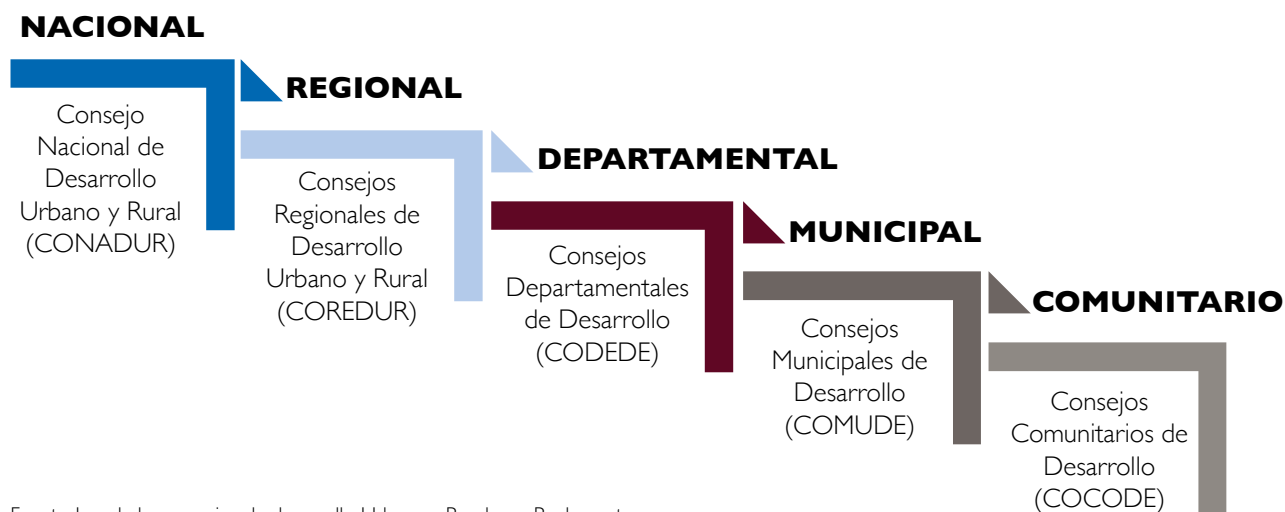 NACIONAL
Consejo
Nacional de
Desarrollo
Urbano y Rural
(CONADUR)
REGIONAL
Consejos
Regionales de
Desarrollo
Urbano y Rural
(COREDUR)
DEPARTAMENTAL
Consejos
Departamentales
de Desarrollo
(CODEDE)
MUNICIPAL
Consejos
Municipales de
Desarrollo
(COMUDE)
COMUNITARIO
Consejos
Comunitarios de
Desarrollo
(COCODE)